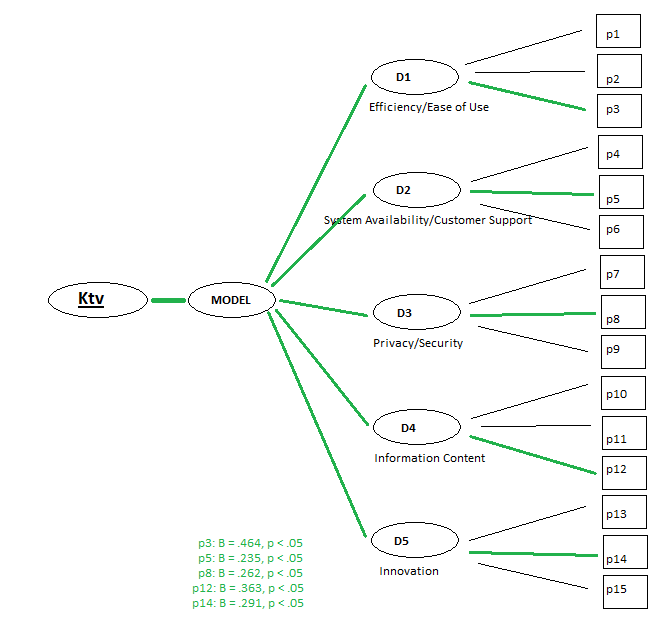 p1
D1
p2
p3
Efficiency/Ease of Use
p4
D2
p5
System Availability/Customer Support
p6
p7
Ktv
MODEL
D3
p8
Privacy/Security
p9
p10
D4
p11
Information Content
p12
p13
D5
p14
Innovation
p15
p3: B = .464, p < .05
p5: B = .235, p < .05
p8: B = .262, p < .05
p12: B = .363, p < .05
p14: B = .291, p < .05